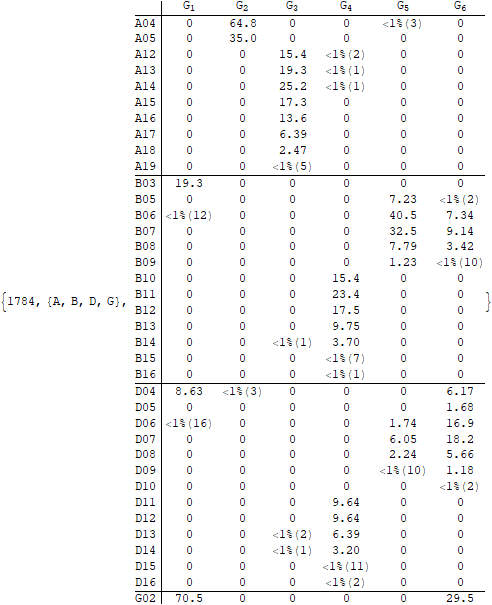 G1 G2 G3 G4 G5 G6
A04 0 64.8 0 0 <1%(3) 0
A05 0 35.0 0 0 0 0
A12 0 0 15.4 <1%(2) 0 0
A13 0 0 19.3 <1%(1) 0 0
A14 0 0 25.2 <1%(1) 0 0
A15 0 0 17.3 0 0 0
A16 0 0 13.6 0 0 0
A17 0 0 6.39 0 0 0
A18 0 0 2.47 0 0 0
A19 0 0 <1%(5) 0 0 0
B03 19.3 0 0 0 0 0
B05 0 0 0 0 7.23 <1%(2)
B06 <1%(12) 0 0 0 40.5 7.34
B07 0 0 0 0 32.5 9.14
B08 0 0 0 0 7.79 3.42
B09 0 0 0 0 1.23 <1%(10)
B10 0 0 0 15.4 0 0
B11 0 0 0 23.4 0 0
{1784, {A, B, D, G}, }
B12 0 0 0 17.5 0 0
B13 0 0 0 9.75 0 0
B14 0 0 <1%(1) 3.70 0 0
B15 0 0 0 <1%(7) 0 0
B16 0 0 0 <1%(1) 0 0
D04 8.63 <1%(3) 0 0 0 6.17
D05 0 0 0 0 0 1.68
D06 <1%(16) 0 0 0 1.74 16.9
D07 0 0 0 0 6.05 18.2
D08 0 0 0 0 2.24 5.66
D09 0 0 0 0 <1%(10) 1.18
D10 0 0 0 0 0 <1%(2)
D11 0 0 0 9.64 0 0
D12 0 0 0 9.64 0 0
D13 0 0 <1%(2) 6.39 0 0
D14 0 0 <1%(1) 3.20 0 0
D15 0 0 0 <1%(11) 0 0
D16 0 0 0 <1%(2) 0 0
G02 70.5 0 0 0 0 29.5